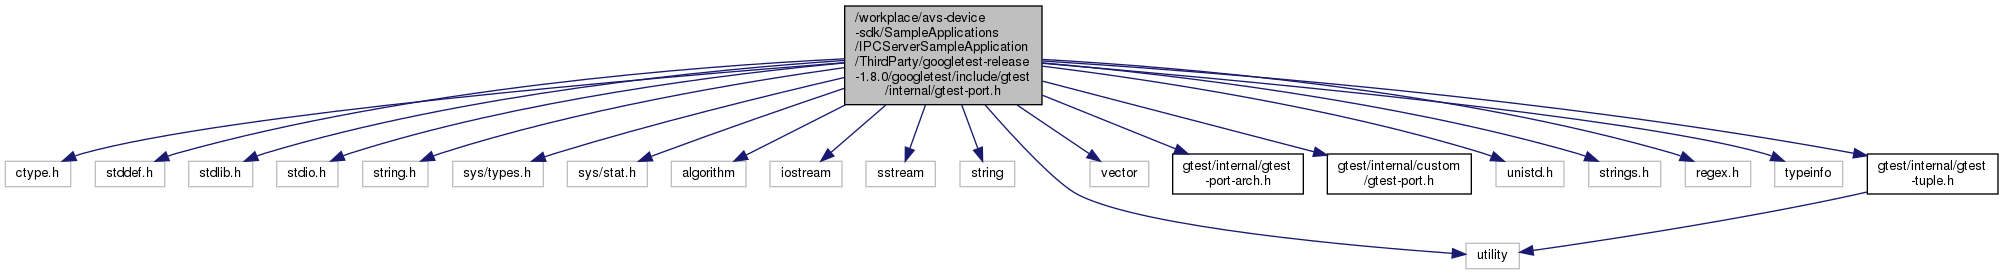 /workplace/avs-device
-sdk/SampleApplications
/IPCServerSampleApplication
/ThirdParty/googletest-release
-1.8.0/googletest/include/gtest
/internal/gtest-port.h
ctype.h
stddef.h
stdlib.h
stdio.h
string.h
sys/types.h
sys/stat.h
algorithm
iostream
sstream
string
vector
gtest/internal/gtest
-port-arch.h
gtest/internal/custom
/gtest-port.h
unistd.h
strings.h
regex.h
typeinfo
gtest/internal/gtest
-tuple.h
utility